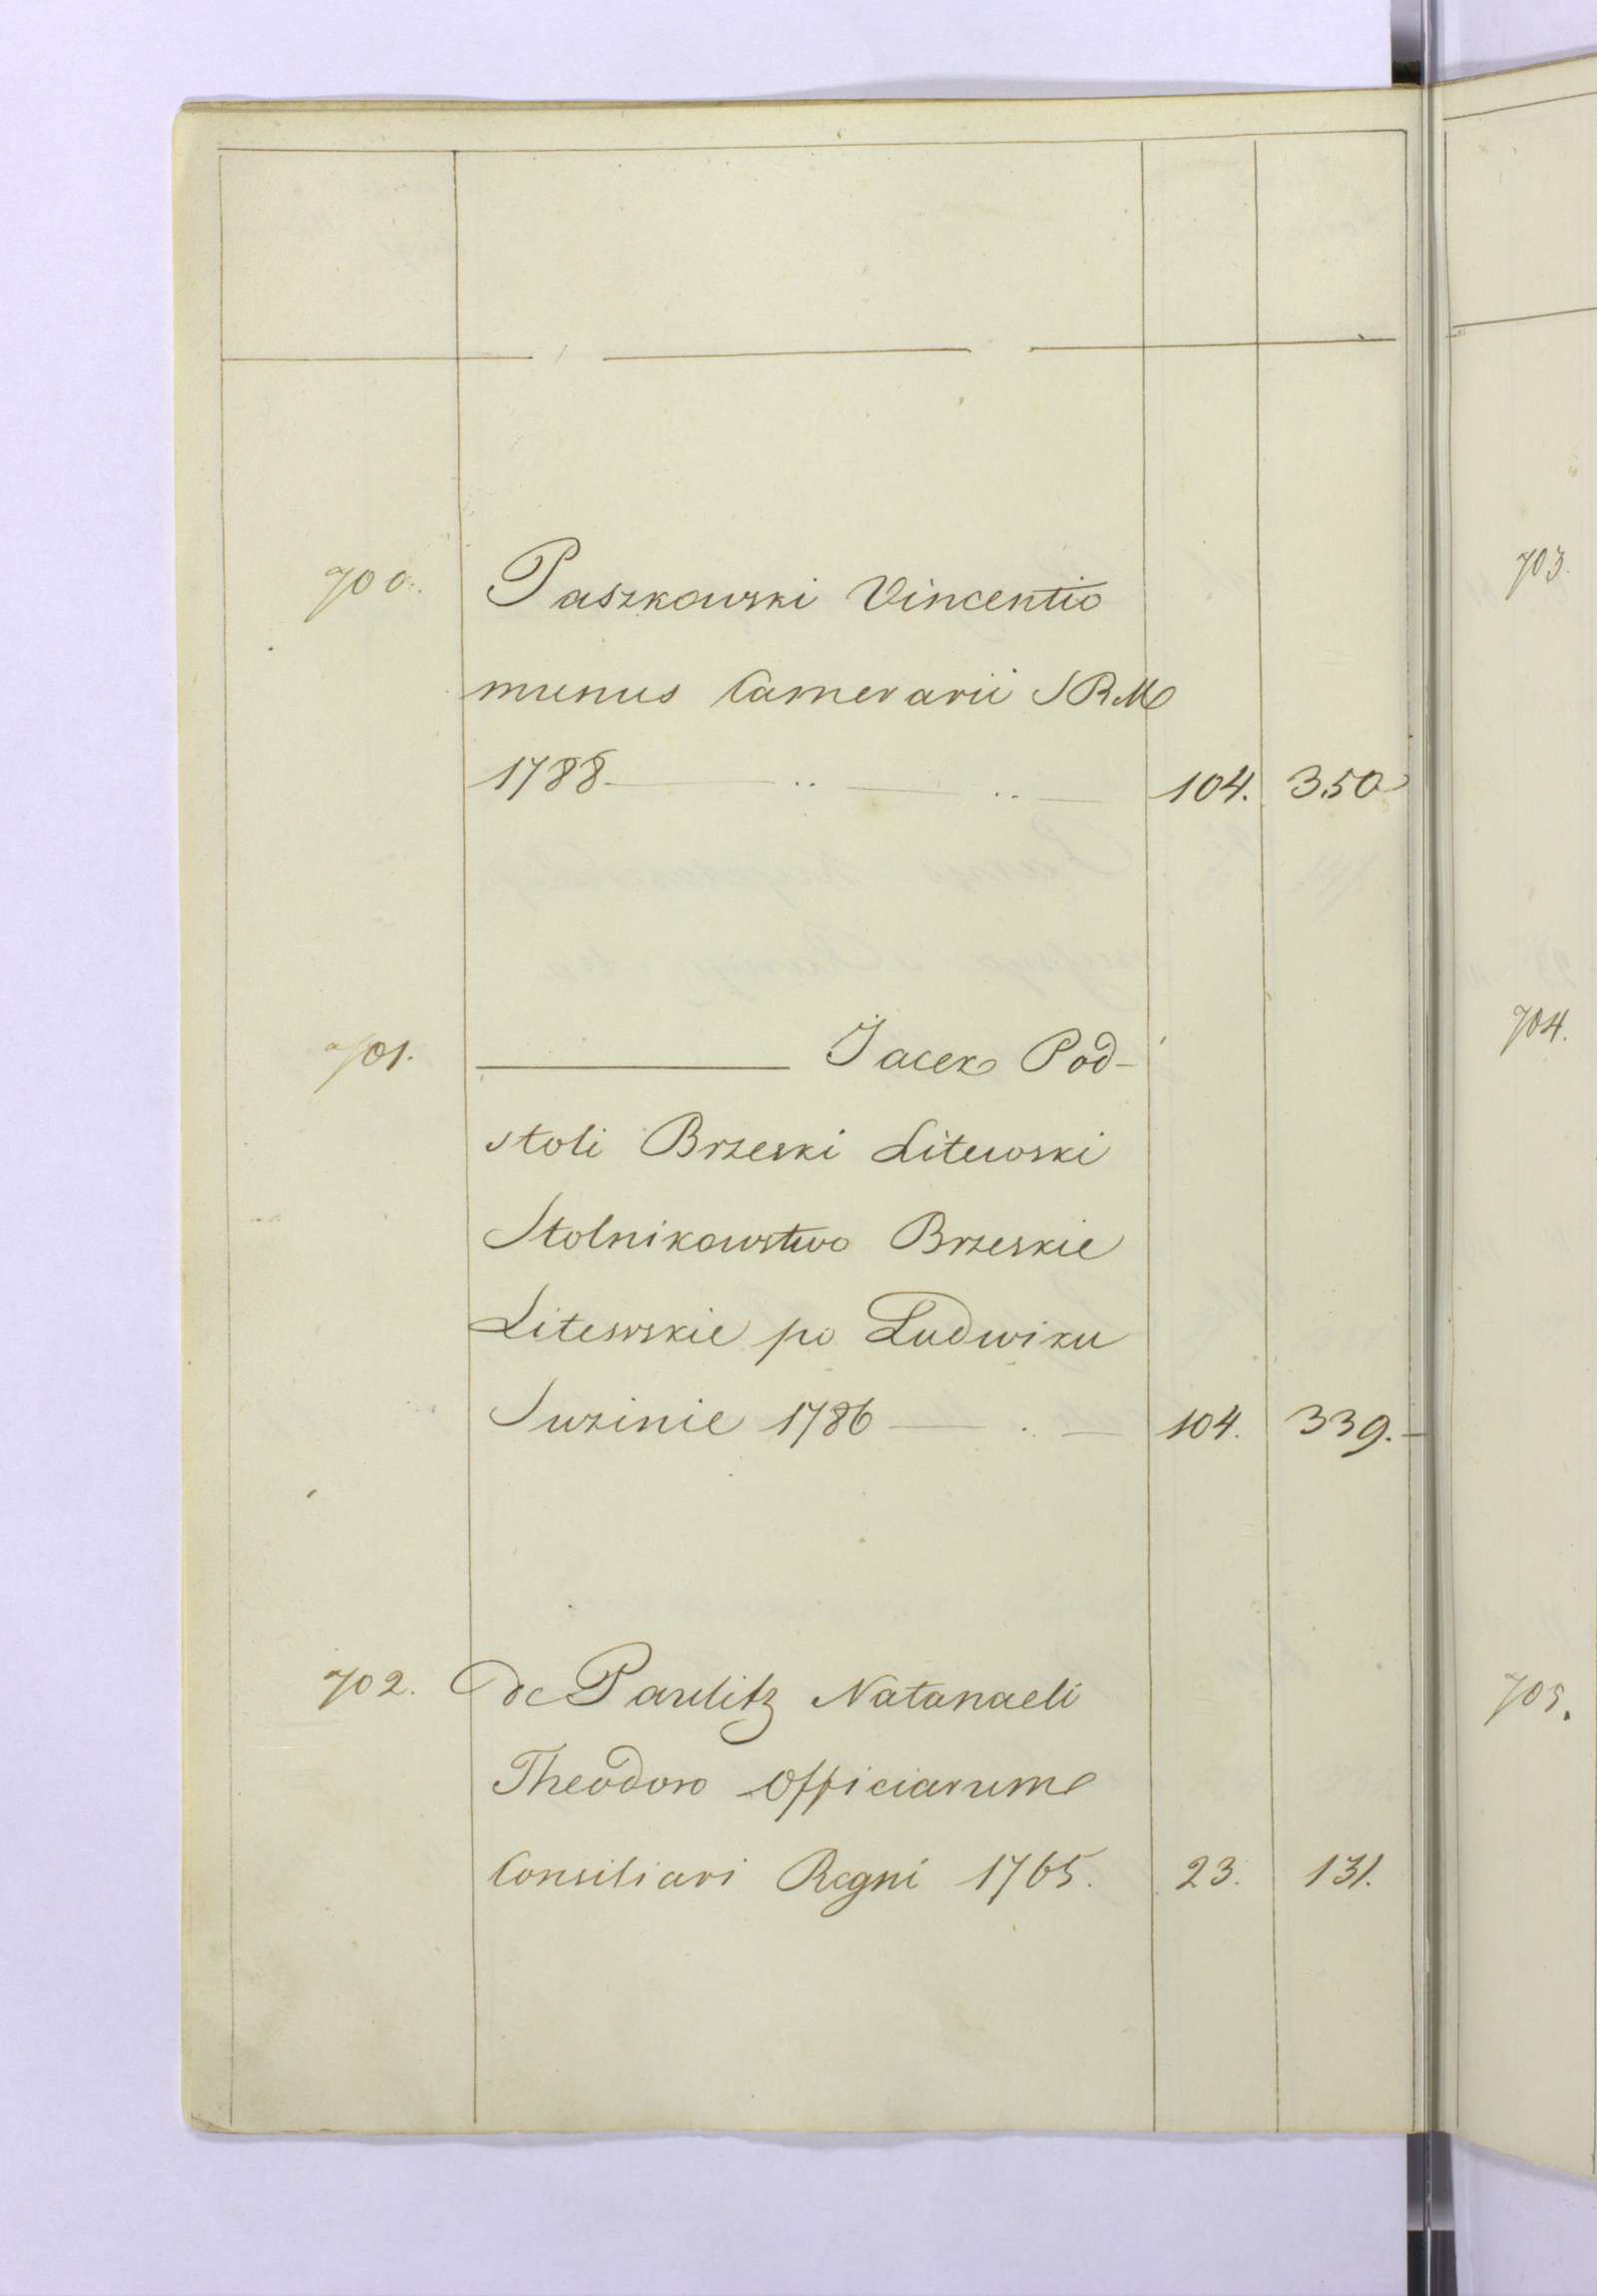 700. Paszkowski Vincentio
munus Camerarii SRM
1788 — .. — .. — 104. 350
701. ——— Jacek Pod-
stoli Brzeski Litewski
Stolnikowstwo Brzeskie
Litewskie po Ludwiku
Suzinie 1786 — . — 104. 339.
702. de Paulitz Natanaeli
Theodoro Officiarum
Consiliari Regni 1765. 23. 131.
703.
704.
705.